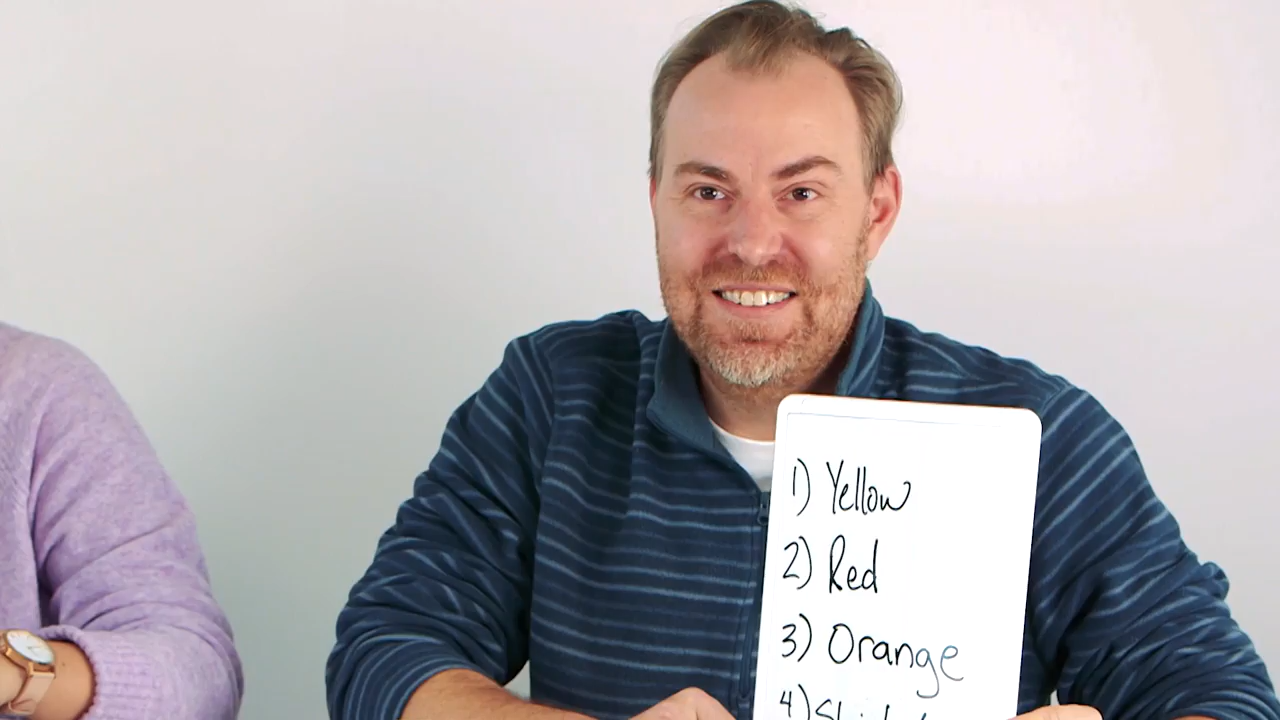 1) Yellow
2) Red
3) Orange
4)